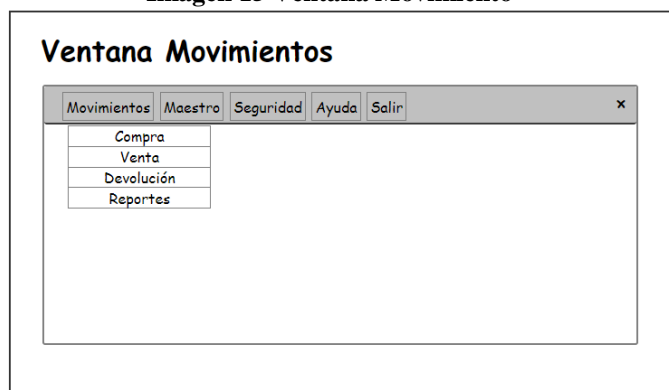 Ventana Movimientos
Movimientos Maestro Seguridad Ayuda Salir ×
Compra
Venta
Devolución
Reportes